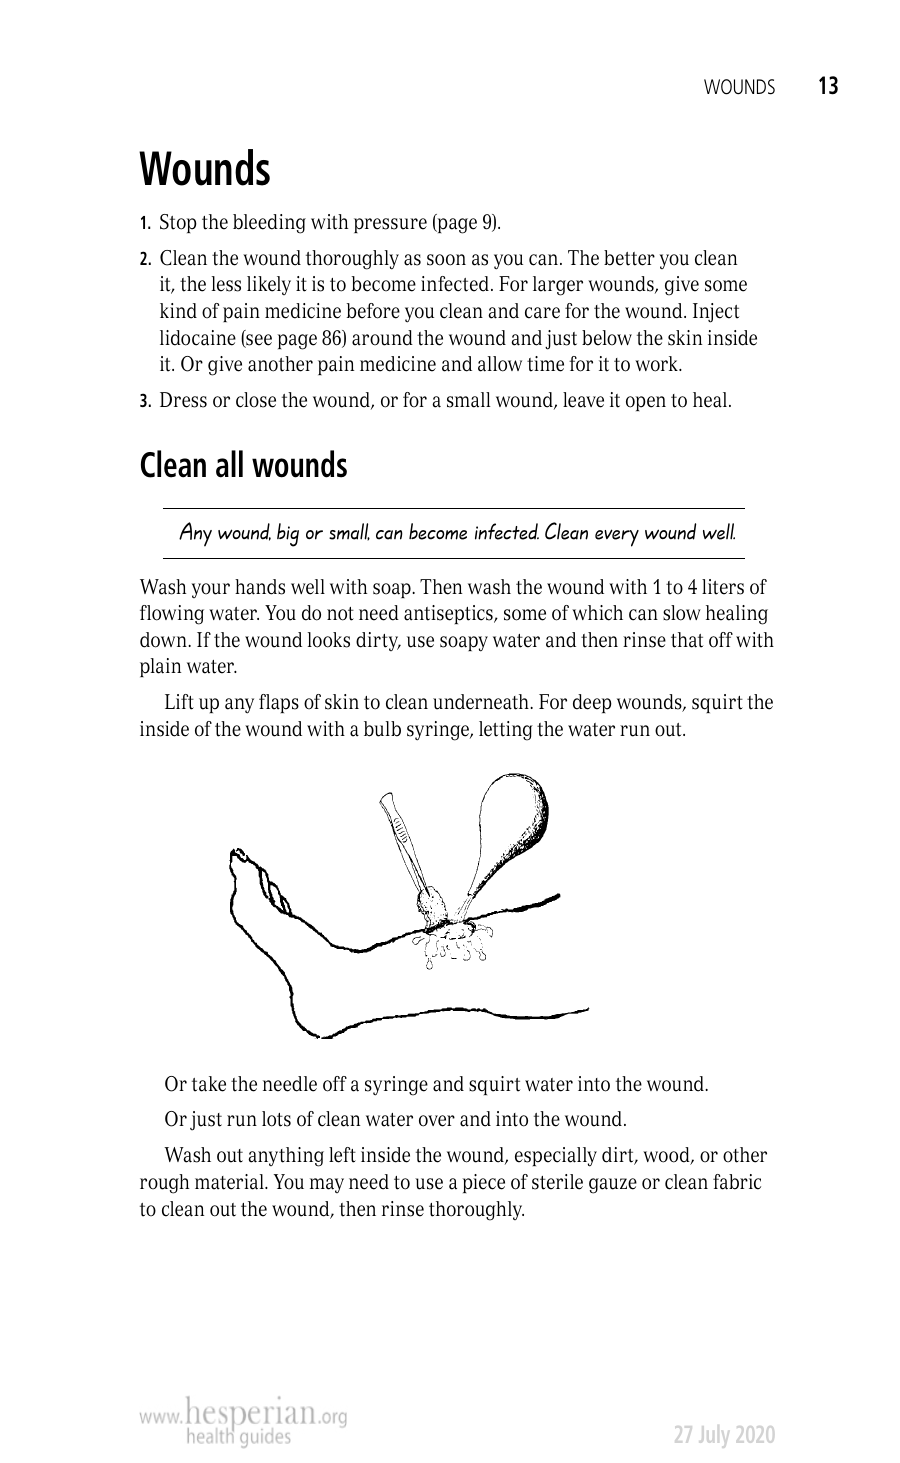 WOUNDS 13
Wounds
1. Stop the bleeding with pressure (page 9).
2. Clean the wound thoroughly as soon as you can. The better you clean
it, the less likely it is to become infected. For larger wounds, give some
kind of pain medicine before you clean and care for the wound. Inject
lidocaine (see page 86) around the wound and just below the skin inside
it. Or give another pain medicine and allow time for it to work.
3. Dress or close the wound, or for a small wound, leave it open to heal.
Clean all wounds
Any wound, big or small, can become infected. Clean every wound well.
Wash your hands well with soap. Then wash the wound with 1 to 4 liters of
flowing water. You do not need antiseptics, some of which can slow healing
down. If the wound looks dirty, use soapy water and then rinse that off with
plain water.
Lift up any flaps of skin to clean underneath. For deep wounds, squirt the
inside of the wound with a bulb syringe, letting the water run out.
Or take the needle off a syringe and squirt water into the wound.
Or just run lots of clean water over and into the wound.
Wash out anything left inside the wound, especially dirt, wood, or other
rough material. You may need to use a piece of sterile gauze or clean fabric
to clean out the wound, then rinse thoroughly.
www.hesperian.org
health guides
27 July 2020